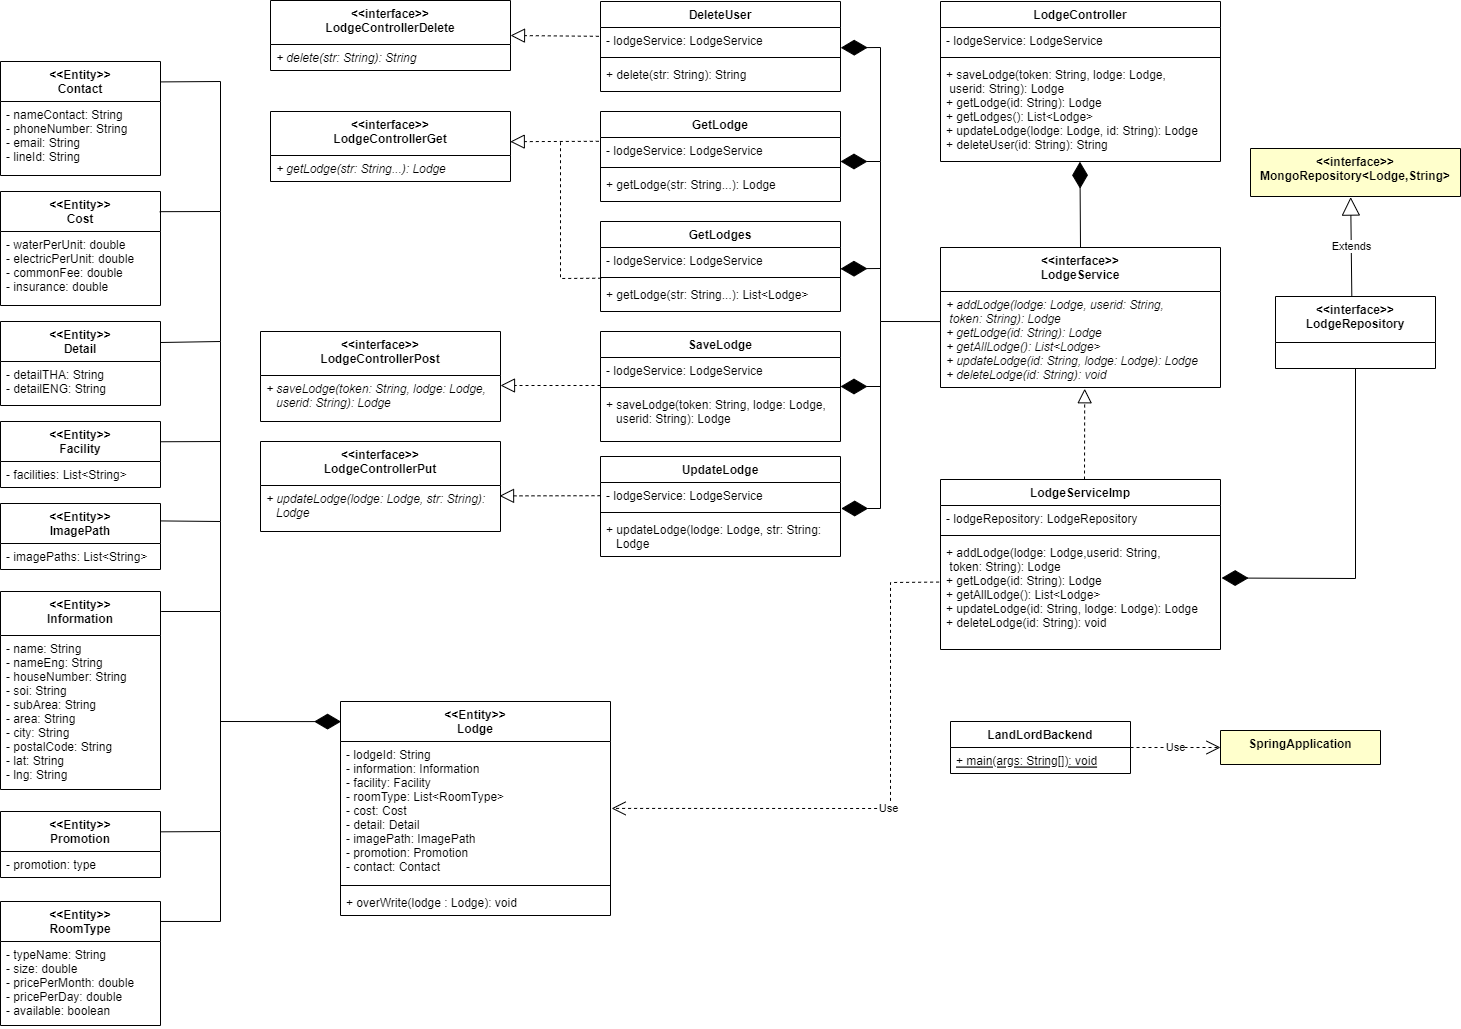 <<interface>>
LodgeControllerDelete
+ delete(str: String): String
<<interface>>
LodgeControllerGet
+ getLodge(str: String...): Lodge
<<interface>>
LodgeControllerPost
+ saveLodge(token: String, lodge: Lodge,
userid: String): Lodge
<<interface>>
LodgeControllerPut
+ updateLodge(lodge: Lodge, str: String):
Lodge
DeleteUser
- lodgeService: LodgeService
+ delete(str: String): String
GetLodge
- lodgeService: LodgeService
+ getLodge(str: String...): Lodge
GetLodges
- lodgeService: LodgeService
+ getLodge(str: String...): List<Lodge>
SaveLodge
- lodgeService: LodgeService
+ saveLodge(token: String, lodge: Lodge,
userid: String): Lodge
UpdateLodge
- lodgeService: LodgeService
+ updateLodge(lodge: Lodge, str: String:
Lodge
LodgeController
- lodgeService: LodgeService
+ saveLodge(token: String, lodge: Lodge,
userid: String): Lodge
+ getLodge(id: String): Lodge
+ getLodges(): List<Lodge>
+ updateLodge(lodge: Lodge, id: String): Lodge
+ deleteUser(id: String): String
<<interface>>
LodgeService
+ addLodge(lodge: Lodge, userid: String,
token: String): Lodge
+ getLodge(id: String): Lodge
+ getAllLodge(): List<Lodge>
+ updateLodge(id: String, lodge: Lodge): Lodge
+ deleteLodge(id: String): void
LodgeServiceImp
- lodgeRepository: LodgeRepository
+ addLodge(lodge: Lodge,userid: String,
token: String): Lodge
+ getLodge(id: String): Lodge
+ getAllLodge(): List<Lodge>
+ updateLodge(id: String, lodge: Lodge): Lodge
+ deleteLodge(id: String): void
<<interface>>
MongoRepository<Lodge,String>
Extends
<<interface>>
LodgeRepository
<<Entity>>
Contact
- nameContact: String
- phoneNumber: String
- email: String
- lineId: String
<<Entity>>
Cost
- waterPerUnit: double
- electricPerUnit: double
- commonFee: double
- insurance: double
<<Entity>>
Detail
- detailTHA: String
- detailENG: String
<<Entity>>
Facility
- facilities: List<String>
<<Entity>>
ImagePath
- imagePaths: List<String>
<<Entity>>
Information
- name: String
- nameEng: String
- houseNumber: String
- soi: String
- subArea: String
- area: String
- city: String
- postalCode: String
- lat: String
- lng: String
<<Entity>>
Promotion
- promotion: type
<<Entity>>
RoomType
- typeName: String
- size: double
- pricePerMonth: double
- pricePerDay: double
- available: boolean
<<Entity>>
Lodge
- lodgeId: String
- information: Information
- facility: Facility
- roomType: List<RoomType>
- cost: Cost
- detail: Detail
- imagePath: ImagePath
- promotion: Promotion
- contact: Contact
+ overWrite(lodge : Lodge): void
Use
LandLordBackend
+ main(args: String[]): void
Use
SpringApplication